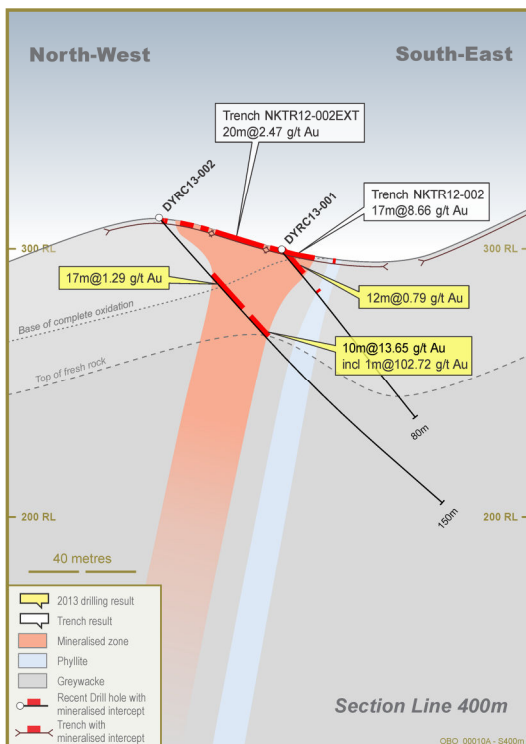 North-West
South-East
Trench NKTR12-002EXT
20m@2.47 g/t Au
DYRC13-002
DYRC13-001
Trench NKTR12-002
17m@8.66 g/t Au
300 RL
300 RL
17m@1.29 g/t Au
12m@0.79 g/t Au
Base of complete oxidation
10m@13.65 g/t Au
incl 1m@102.72 g/t Au
Top of fresh rock
80m
150m
200 RL
200 RL
40 metres
2013 drilling result
Trench result
Mineralised zone
Phyllite
Greywacke
Recent Drill hole with
mineralised intercept
Trench with
mineralised intercept
Section Line 400m
OBO_00010A - S400m